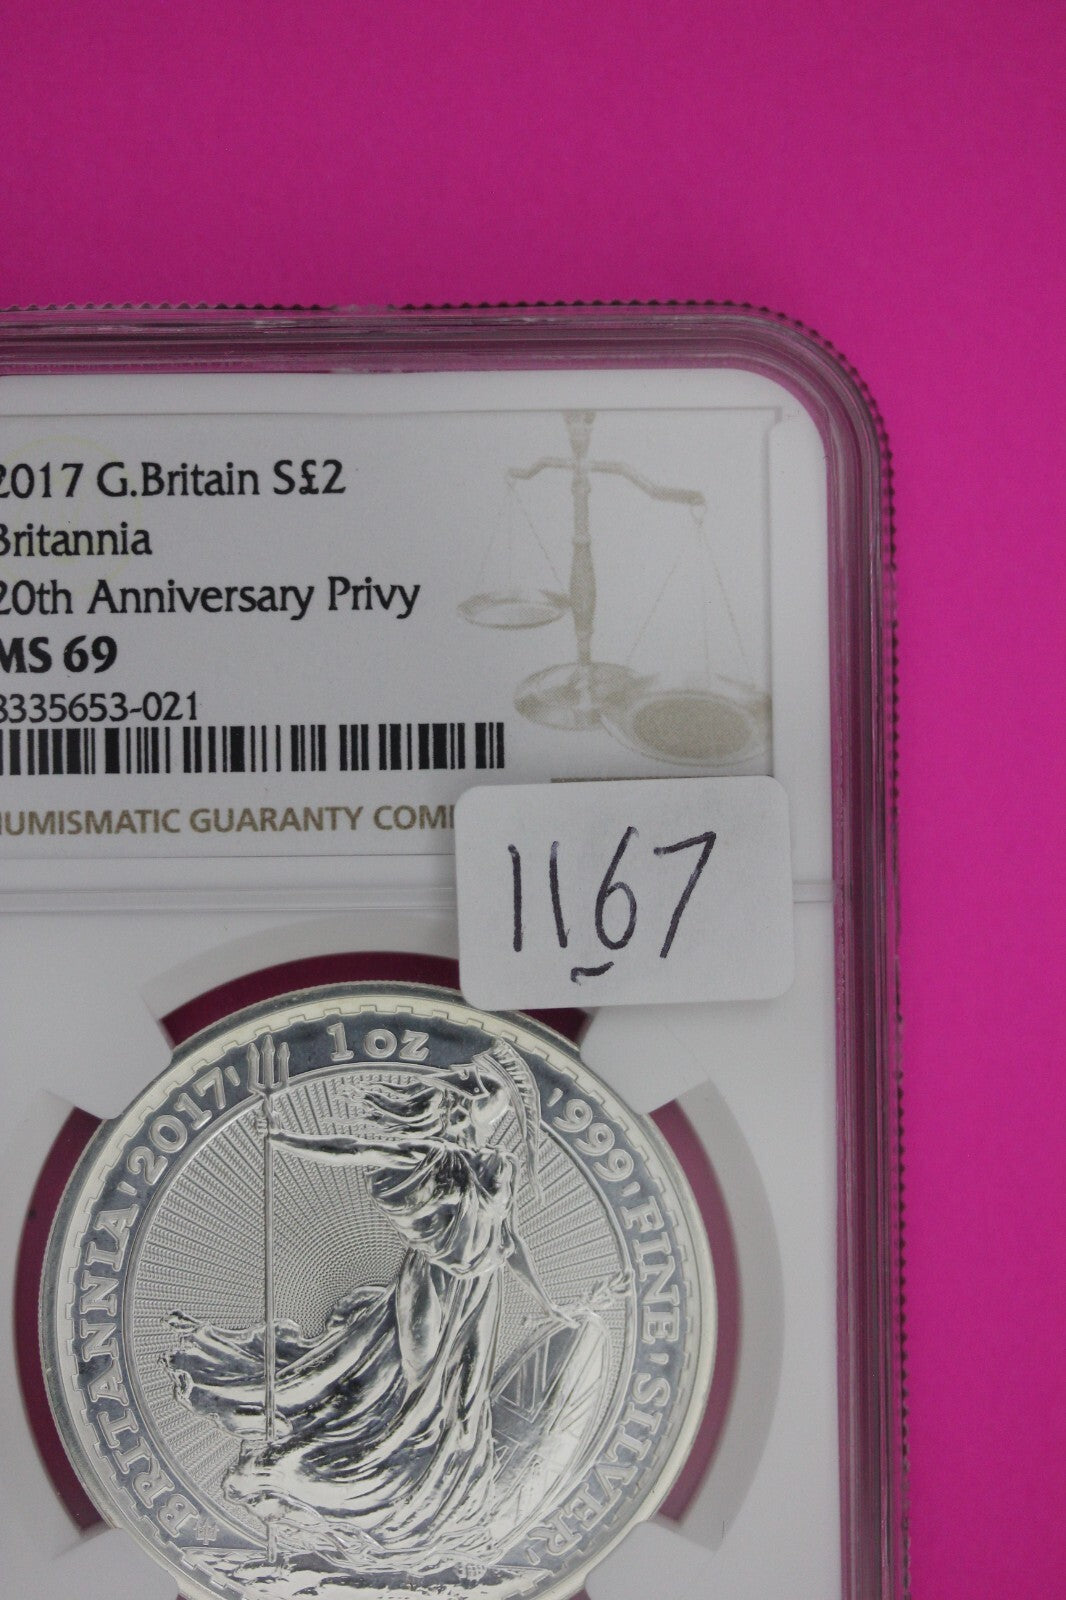 2017 G.Britain S£2
Britannia
20th Anniversary Privy
MS 69
8335653-021
NUMISMATIC GUARANTY COM
1167
BRITANNIA · 2017 · 1 OZ · 999 · FINE · SILVER